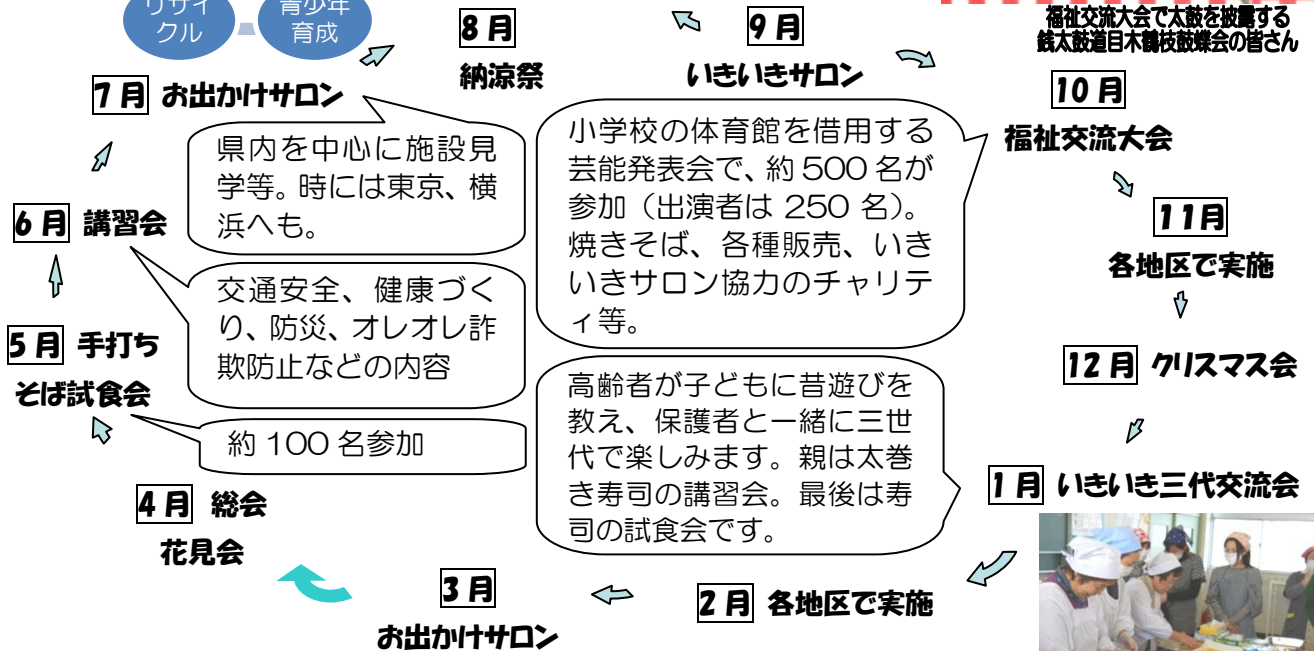 リサイ
クル
青少年
育成
福祉交流大会で太鼓を披露する
銭太鼓道目木鶴枝鼓蝶会の皆さん
8月
納涼祭
9月
いきいきサロン
10月
福祉交流大会
7月 お出かけサロン
県内を中心に施設見
学等。時には東京、横
浜へも。
小学校の体育館を借用する
芸能発表会で、約500名が
参加（出演者は 250 名）。
焼きそば、各種販売、いき
いきサロン協力のチャリテ
ィ等。
6月 講習会
交通安全、健康づく
り、防災、オレオレ詐
欺防止などの内容
11月
各地区で実施
5月 手打ち
そば試食会
約100名参加
12月 クリスマス会
高齢者が子どもに昔遊びを
教え、保護者と一緒に三世
代で楽しみます。親は太巻
き寿司の講習会。最後は寿
司の試食会です。
1月 いきいき三代交流会
4月 総会
花見会
3月
お出かけサロン
2月 各地区で実施